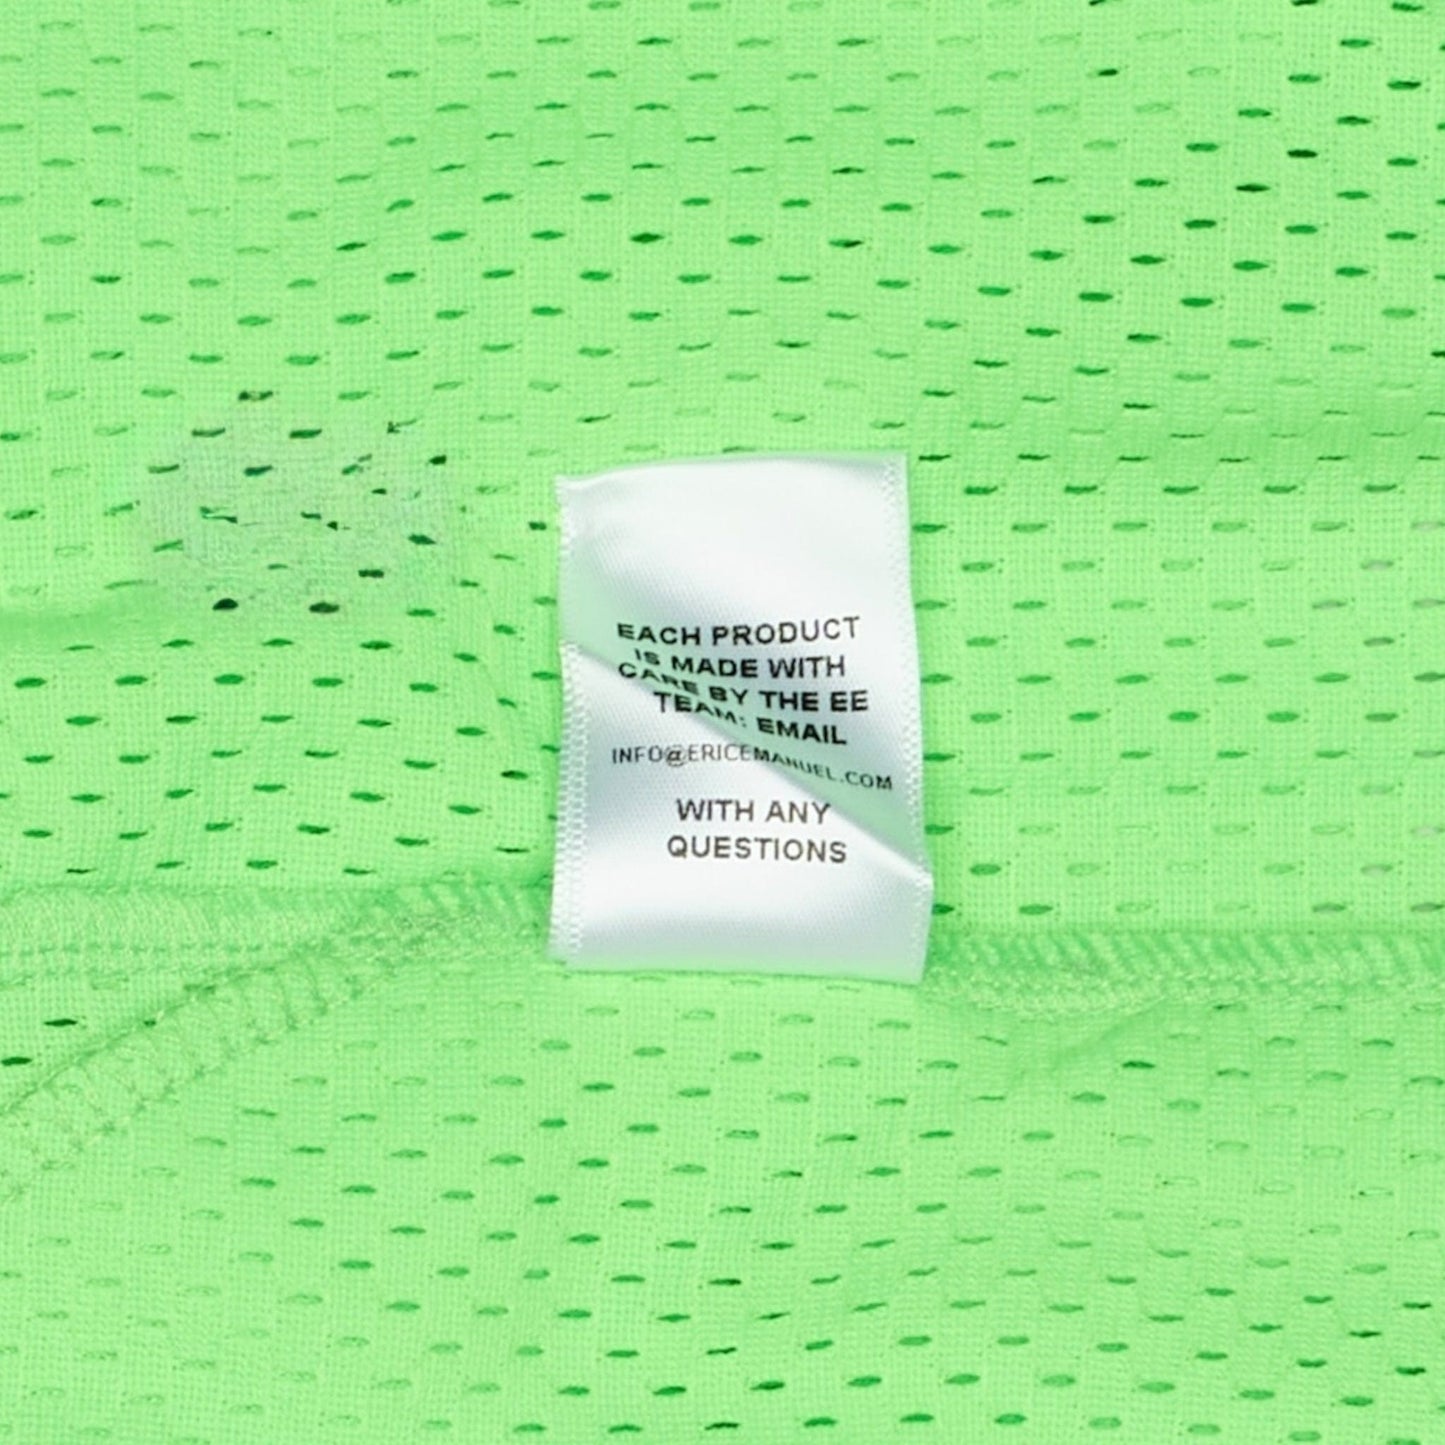 EACH PRODUCT
IS MADE WITH
CARE BY THE EE
TEAM: EMAIL
INFO@ERICEMANUEL.COM
WITH ANY
QUESTIONS